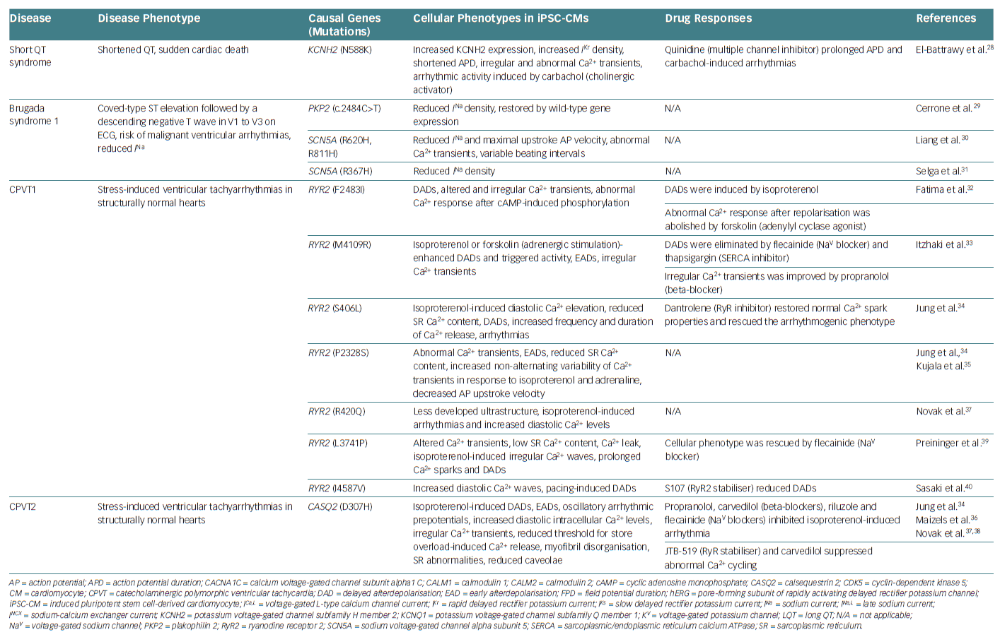 Disease Disease Phenotype Causal Genes (Mutations) Cellular Phenotypes in iPSC-CMs Drug Responses References
Short QT syndrome
Shortened QT, sudden cardiac death
KCNH2 (N588K)
Increased KCNH2 expression, increased I^Kr density,
shortened APD, irregular and abnormal Ca2+ transients,
arrhythmic activity induced by carbachol (cholinergic
activator)
Quinidine (multiple channel inhibitor) prolonged APD and
carbachol-induced arrhythmias
El-Battrawy et al.28
Brugada
syndrome 1
Coved-type ST elevation followed by a
descending negative T wave in V1 to V3 on
ECG, risk of malignant ventricular arrhythmias,
reduced I^Na
PKP2 (c.2484C>T)
Reduced I^Na density, restored by wild-type gene
expression
N/A
Cerrone et al.29
SCN5A (R620H,
R811H)
Reduced I^Na and maximal upstroke AP velocity, abnormal
Ca2+ transients, variable beating intervals
N/A
Liang et al.30
SCN5A (R367H)
Reduced I^Na density
N/A
Selga et al.31
CPVT1
Stress-induced ventricular tachyarrhythmias in
structurally normal hearts
RYR2 (F2483I)
DADs, altered and irregular Ca2+ transients, abnormal
Ca2+ response after cAMP-induced phosphorylation
DADs were induced by isoproterenol
Fatima et al.32
Abnormal Ca2+ response after repolarisation was
abolished by forskolin (adenylyl cyclase agonist)
RYR2 (M4109R)
Isoproterenol or forskolin (adrenergic stimulation)-
enhanced DADs and triggered activity, EADs, irregular
Ca2+ transients
DADs were eliminated by flecainide (Na^V blocker) and
thapsigargin (SERCA inhibitor)
Itzhaki et al.33
Irregular Ca2+ transients was improved by propranolol
(beta-blocker)
RYR2 (S406L)
Isoproterenol-induced diastolic Ca2+ elevation, reduced
SR Ca2+ content, DADs, increased frequency and duration
of Ca2+ release, arrhythmias
Dantrolene (RyR inhibitor) restored normal Ca2+ spark
properties and rescued the arrhythmogenic phenotype
Jung et al.34
RYR2 (P2328S)
Abnormal Ca2+ transients, EADs, reduced SR Ca2+
content, increased non-alternating variability of Ca2+
transients in response to isoproterenol and adrenaline,
decreased AP upstroke velocity
N/A
Jung et al.,34
Kujala et al.35
RYR2 (R420Q)
Less developed ultrastructure, isoproterenol-induced
arrhythmias and increased diastolic Ca2+ levels
N/A
Novak et al.37
RYR2 (L3741P)
Altered Ca2+ transients, low SR Ca2+ content, Ca2+ leak,
isoproterenol-induced irregular Ca2+ waves, prolonged
Ca2+ sparks and DADs
Cellular phenotype was rescued by flecainide (Na^V
blocker)
Preininger et al.39
RYR2 (I4587V)
Increased diastolic Ca2+ waves, pacing-induced DADs
S107 (RyR2 stabiliser) reduced DADs
Sasaki et al.40
CPVT2
Stress-induced ventricular tachyarrhythmias in
structurally normal hearts
CASQ2 (D307H)
Isoproterenol-induced DADs, EADs, oscillatory arrhythmic
prepotentials, increased diastolic intracellular Ca2+ levels,
irregular Ca2+ transients, reduced threshold for store
overload-induced Ca2+ release, myofibril disorganisation,
SR abnormalities, reduced caveolae
Propranolol, carvedilol (beta-blockers), riluzole and
flecainide (Na^V blockers) inhibited isoproterenol-induced
arrhythmia
Jung et al.34
Maizels et al.36
Novak et al.37,38
JTB-519 (RyR stabiliser) and carvedilol suppressed
abnormal Ca2+ cycling
AP = action potential; APD = action potential duration; CACNA1C = calcium voltage-gated channel subunit alpha1 C; CALM1 = calmodulin 1; CALM2 = calmodulin 2; cAMP = cyclic adenosine monophosphate; CASQ2 = calsequestrin 2; CDK5 = cyclin-dependent kinase 5;
CM = cardiomyocyte; CPVT = catecholaminergic polymorphic ventricular tachycardia; DAD = delayed afterdepolarisation; EAD = early afterdepolarisation; FPD = field potential duration; hERG = pore-forming subunit of rapidly activating delayed rectifier potassium channel;
iPSC-CM = induced pluripotent stem cell-derived cardiomyocyte; I^Ca,L = voltage-gated L-type calcium channel current; I^Kr = rapid delayed rectifier potassium current; I^Ks = slow delayed rectifier potassium current; I^Na = sodium current; I^Na,L = late sodium current;
I^NCX = sodium-calcium exchanger current; KCNH2 = potassium voltage-gated channel subfamily H member 2; KCNQ1 = potassium voltage-gated channel subfamily Q member 1; K^V = voltage-gated potassium channel; LQT = long QT; N/A = not applicable;
Na^V = voltage-gated sodium channel; PKP2 = plakophilin 2; RyR2 = ryanodine receptor 2; SCN5A = sodium voltage-gated channel alpha subunit 5; SERCA = sarcoplasmic/endoplasmic reticulum calcium ATPase; SR = sarcoplasmic reticulum.